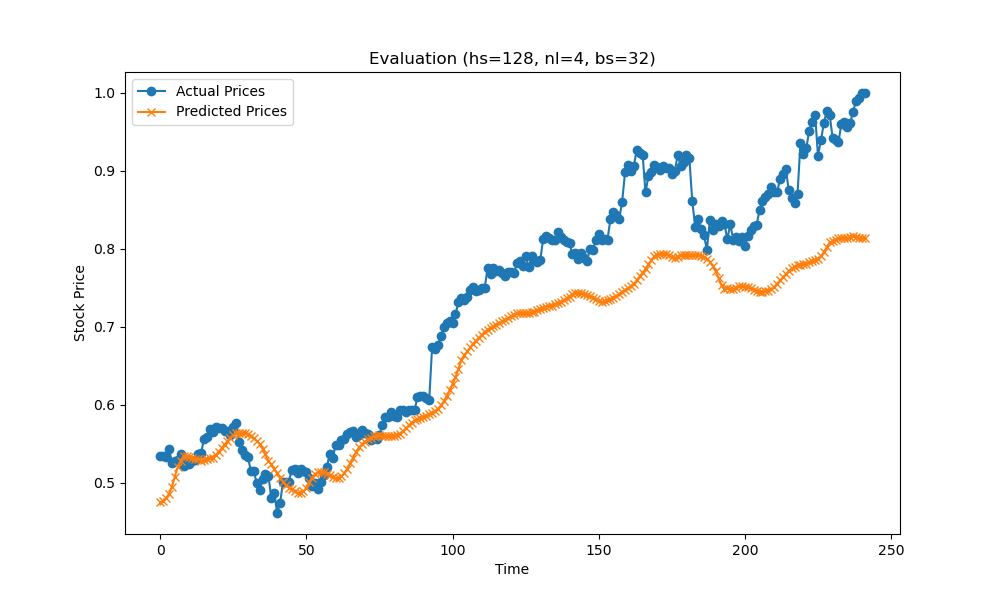 Evaluation (hs=128, nl=4, bs=32)
Actual Prices
Predicted Prices
1.0
0.9
0.8
0.7
0.6
0.5
Stock Price
0 50 100 150 200 250
Time